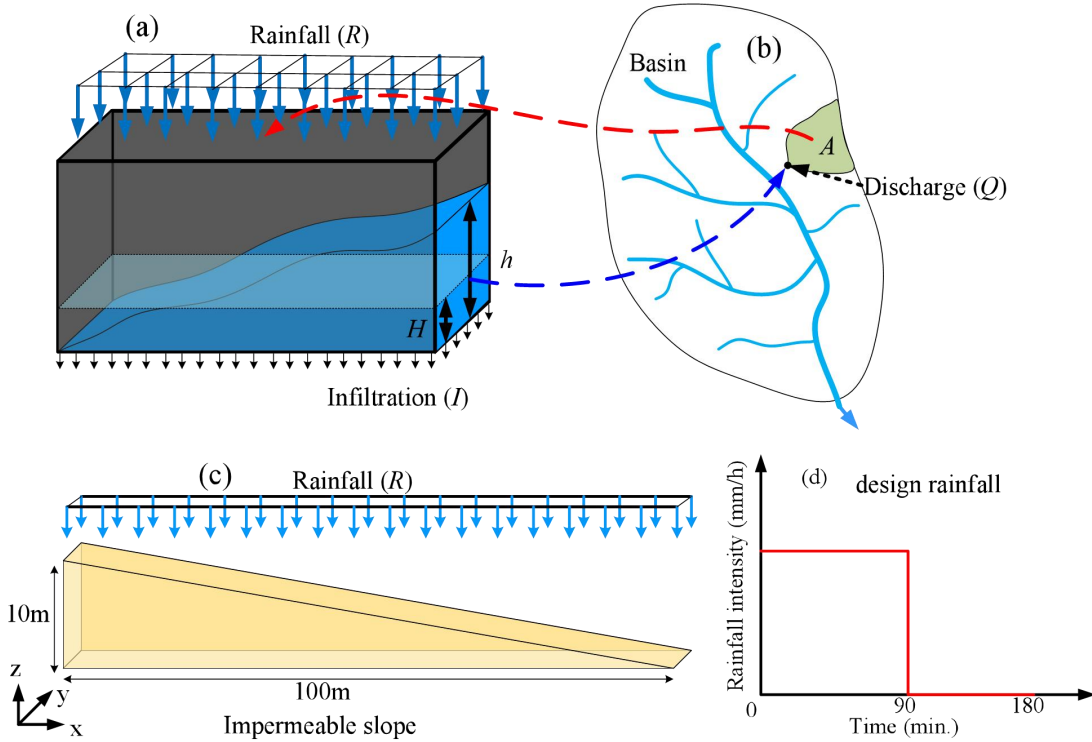 (a)
Rainfall (R)
h
H
Infiltration (I)
(b)
Basin
A
Discharge (Q)
(c)
Rainfall (R)
10m
100m
z
y
x
Impermeable slope
(d)
design rainfall
Rainfall intensity (mm/h)
0
90
180
Time (min.)